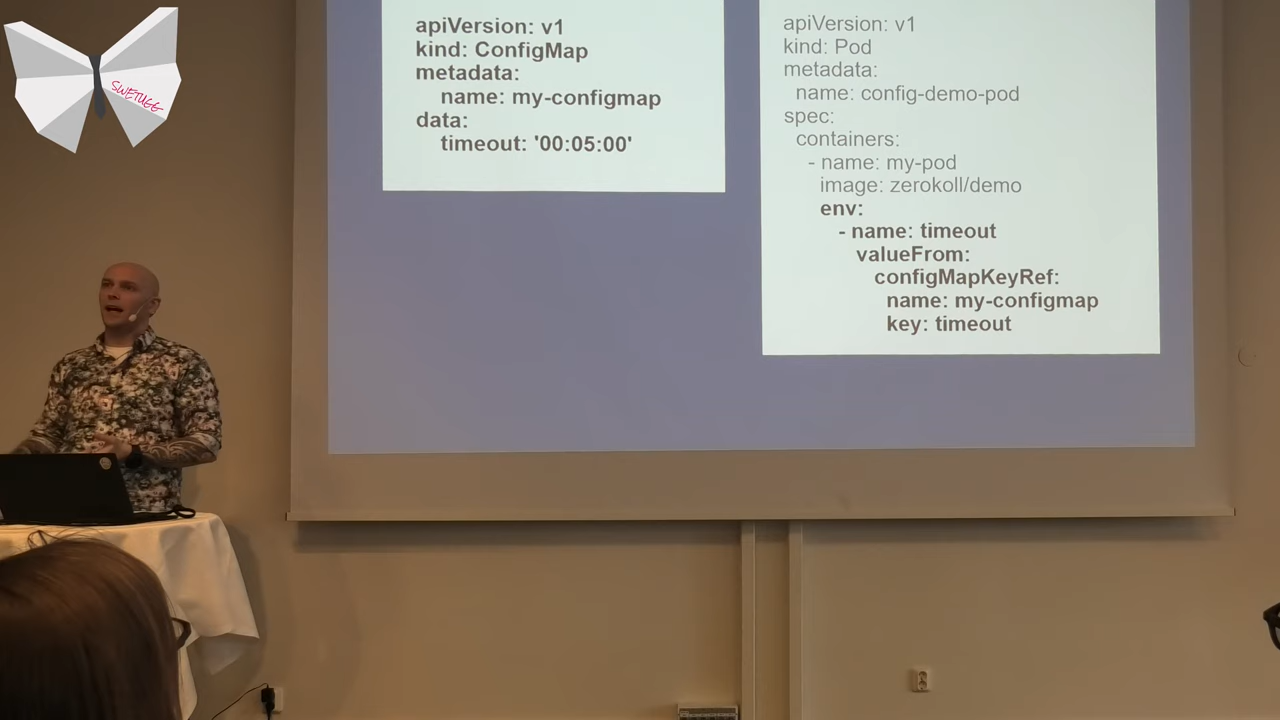 SWETUGG
apiVersion: v1
kind: ConfigMap
metadata:
name: my-configmap
data:
timeout: '00:05:00'
apiVersion: v1
kind: Pod
metadata:
name: config-demo-pod
spec:
containers:
- name: my-pod
image: zerokoll/demo
env:
- name: timeout
valueFrom:
configMapKeyRef:
name: my-configmap
key: timeout